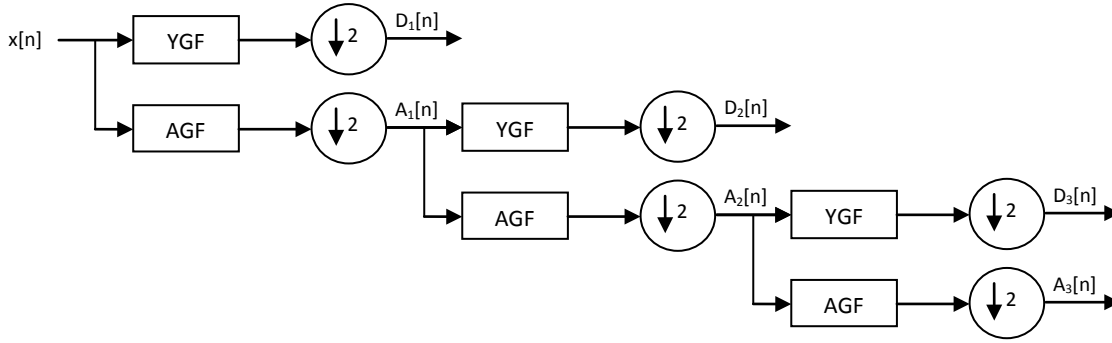 D₁[n]
x[n]
YGF
2
AGF
2
A₁[n]
YGF
2
D₂[n]
AGF
2
A₂[n]
YGF
2
D₃[n]
AGF
2
A₃[n]